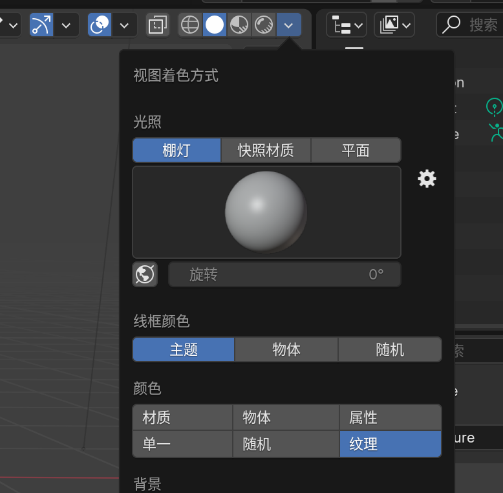 搜索
视图着色方式
光照
棚灯 快照材质 平面
旋转 0°
线框颜色
主题 物体 随机
颜色
材质 物体 属性
单一 随机 纹理
背景